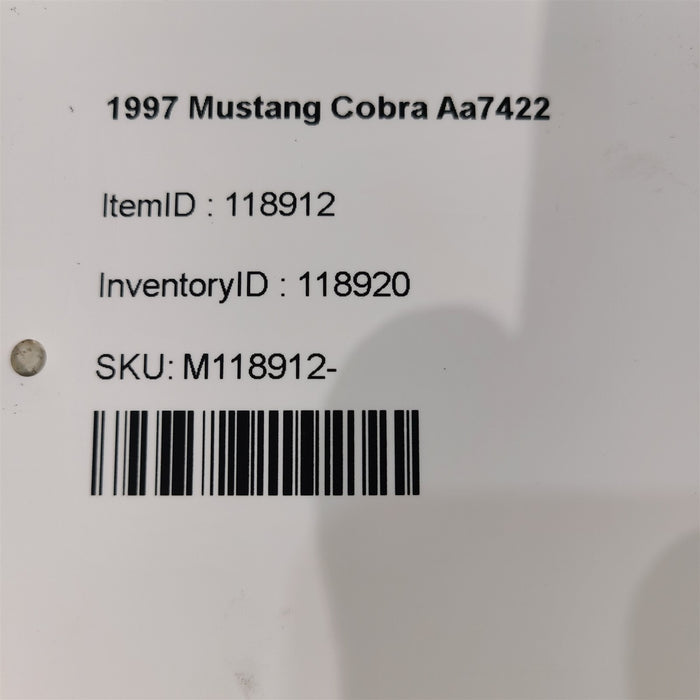 1997 Mustang Cobra Aa7422
ItemID : 118912
InventoryID : 118920
SKU: M118912-